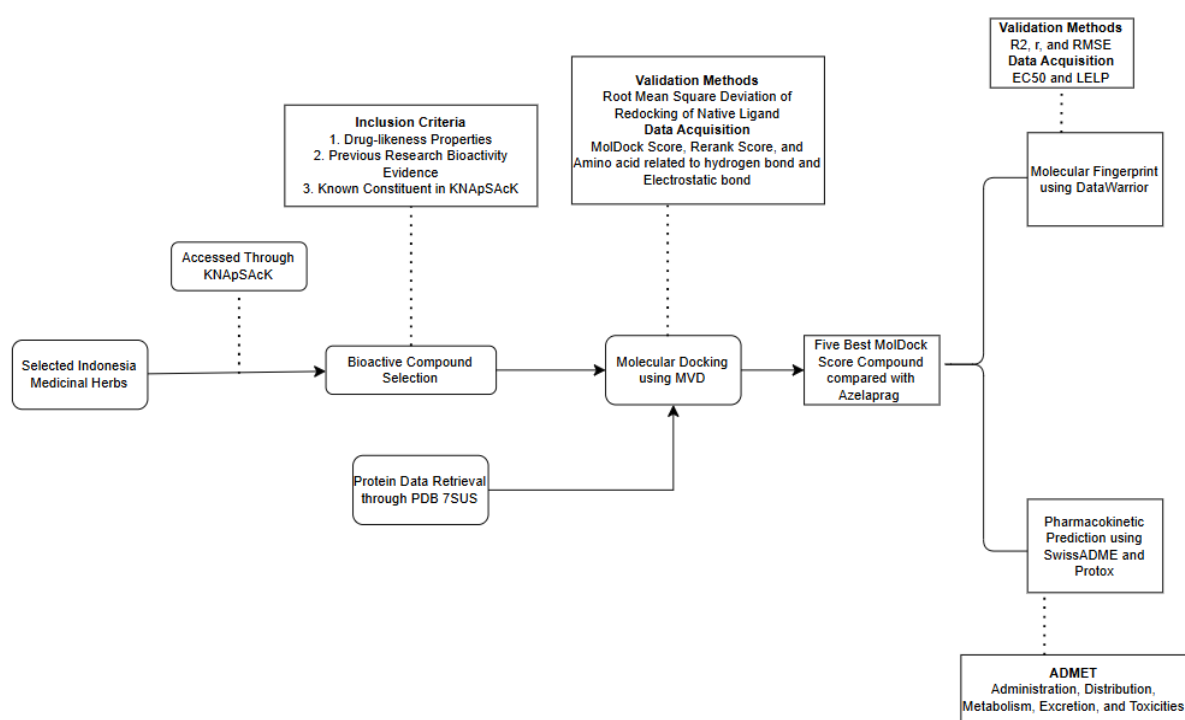 Selected Indonesia
Medicinal Herbs
Accessed Through
KNApSAcK
Inclusion Criteria
1. Drug-likeness Properties
2. Previous Research Bioactivity
Evidence
3. Known Constituent in KNApSAcK
Bioactive Compound
Selection
Protein Data Retrieval
through PDB 7SUS
Validation Methods
Root Mean Square Deviation of
Redocking of Native Ligand
Data Acquisition
MolDock Score, Rerank Score, and
Amino acid related to hydrogen bond and
Electrostatic bond
Molecular Docking
using MVD
Five Best MolDock
Score Compound
compared with
Azelaprag
Validation Methods
R2, r, and RMSE
Data Acquisition
EC50 and LELP
Molecular Fingerprint
using DataWarrior
Pharmacokinetic
Prediction using
SwissADME and
Protox
ADMET
Administration, Distribution,
Metabolism, Excretion, and Toxicities